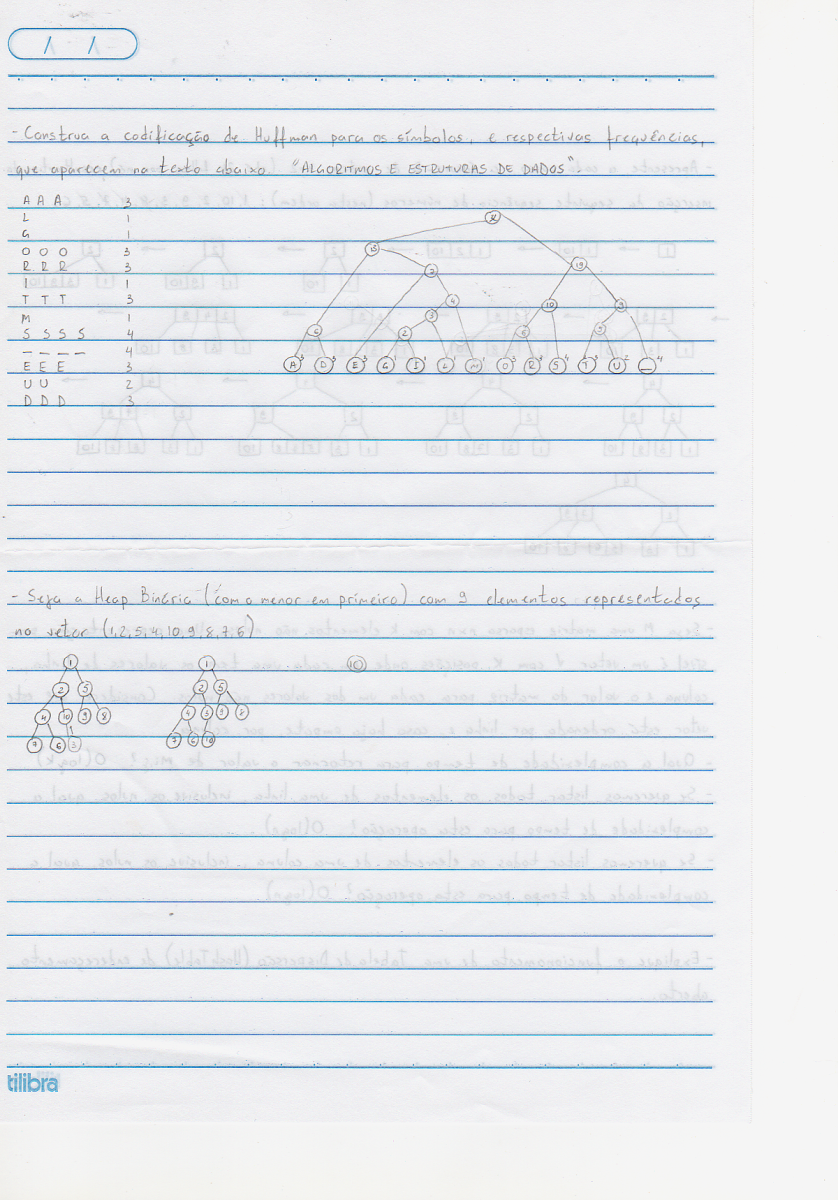 - Construa a codificação de Huffman para os símbolos, e respectivas frequências,
que aparecem no texto abaixo "ALGORITMOS E ESTRUTURAS DE DADOS".
A A A 3
L 1
G 1
O O O 3
R R R 3
I 1
T T T 3
M 1
S S S S 4
_ _ _ _ 4
E E E 3
U U 2
D D D 3
15 19
7
4 10 9
3
6 2 6 5
A 3 D 3 E 3 G 1 I 1 L 1 M 1 O 3 R 3 S 4 T 3 U 2 _ 4
- Seja a Heap Binária (com o menor em primeiro) com 9 elementos representados
no vetor (1,2,5,4,10,9,8,7,6)
1 1 10
2 5 2 5
4 10 9 8 4 3 9 8
7 6 3 7 6 10
tilibra